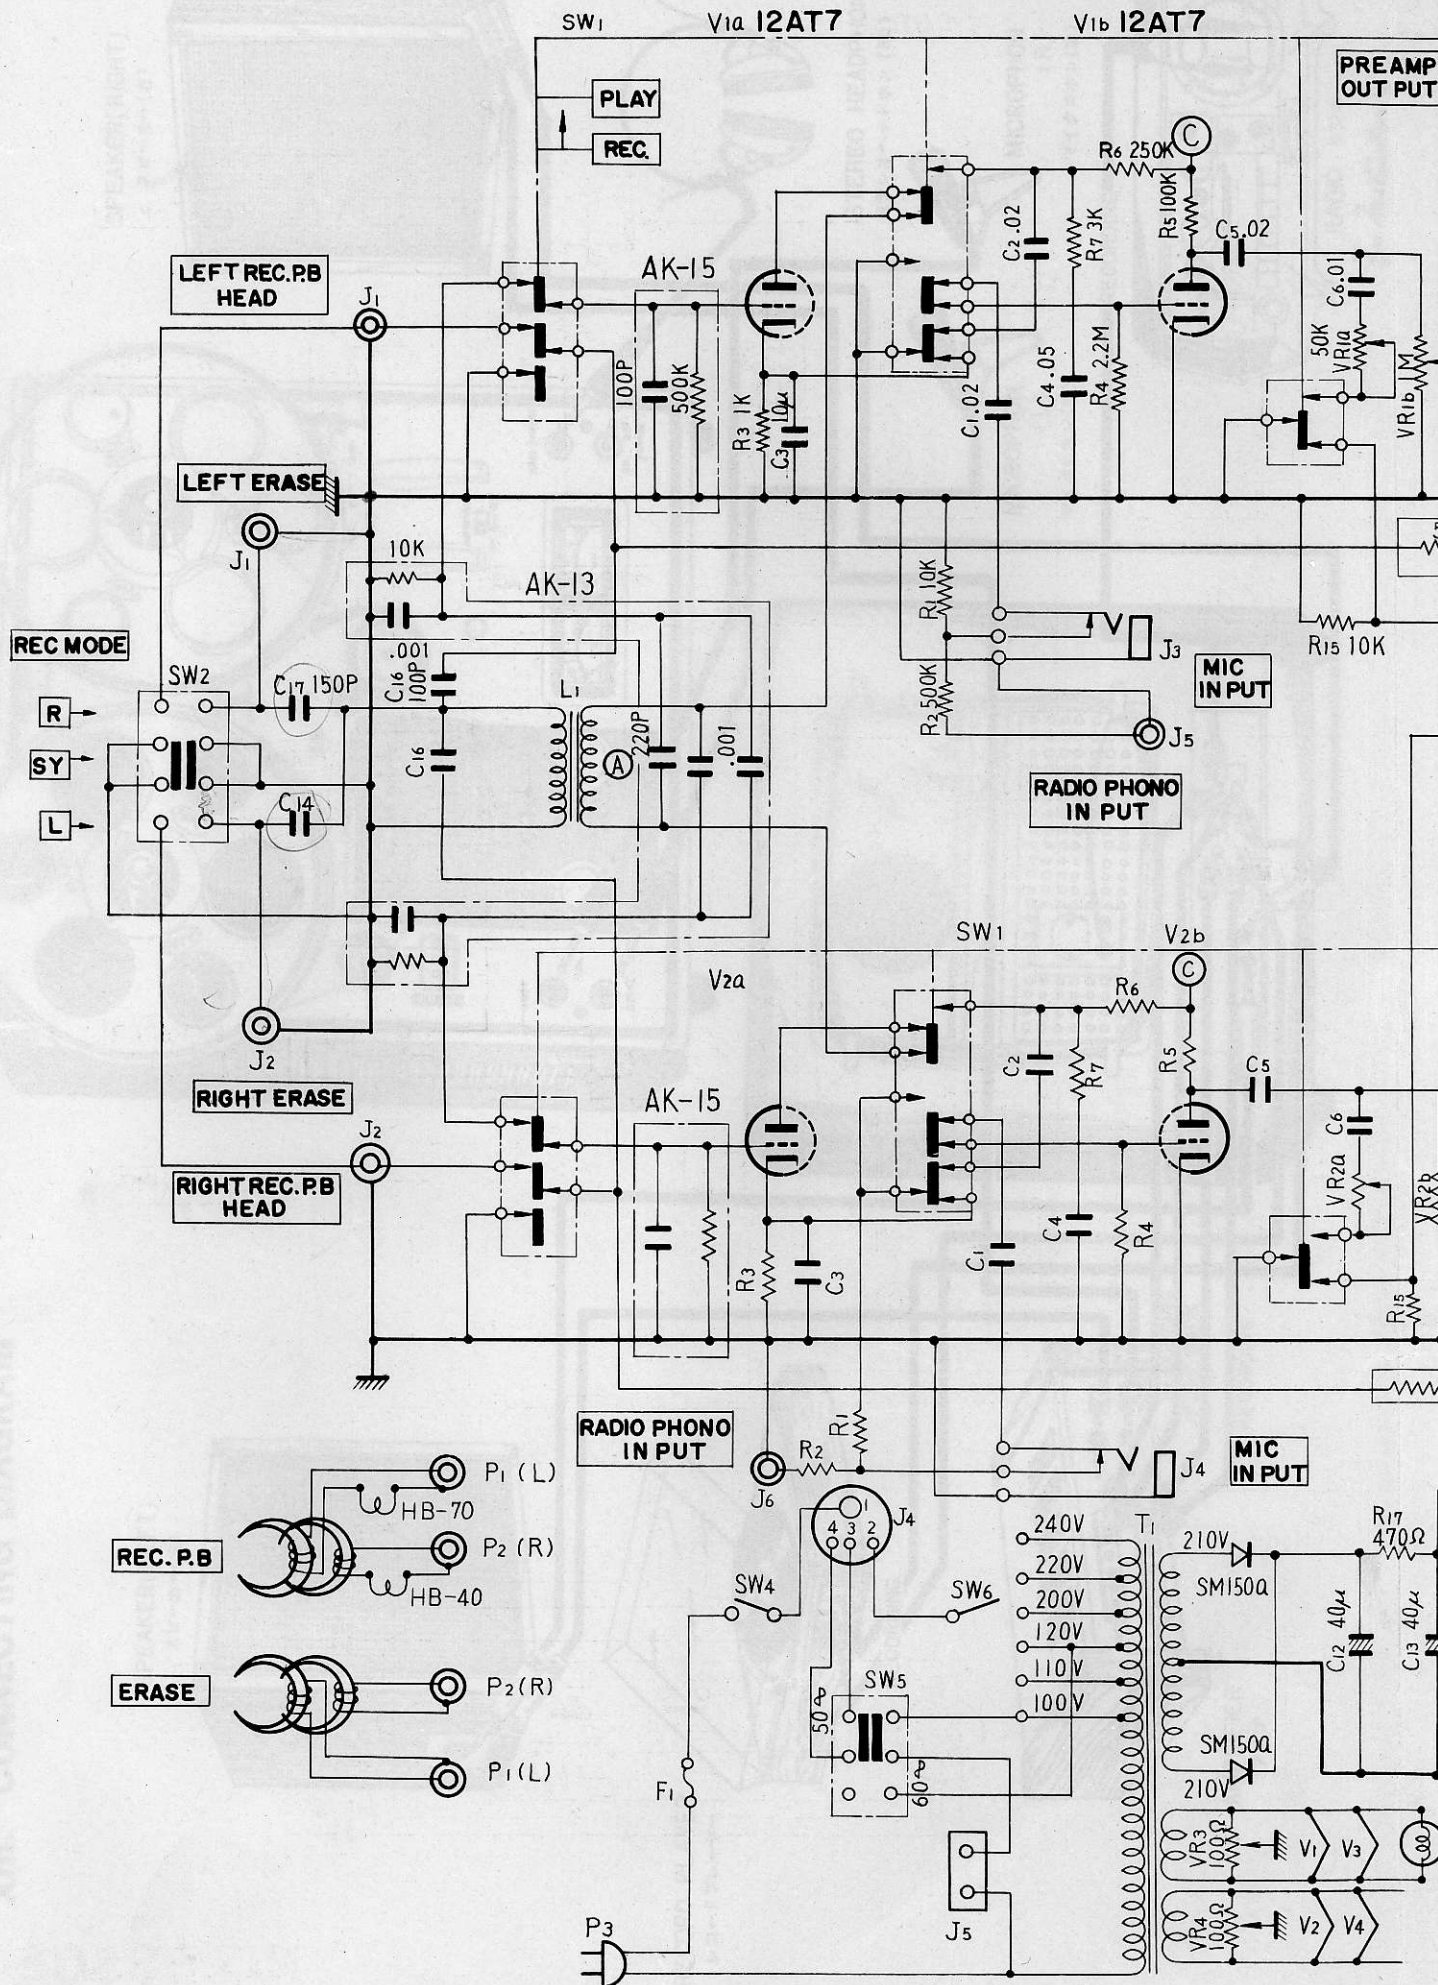 SW1
V1a 12AT7
V1b 12AT7
PREAMP
OUT PUT
PLAY
REC.
C
R6 250K
R5 100K
C2 .02
R7 3K
C5 .02
LEFT REC.P.B
HEAD
J1
AK-15
C6 .01
50K
VR1a
VR1b 1M
100P
500K
R3 1K
10μ
C3
C1 .02
C4 .05
R4 2.2M
LEFT ERASE
J1
10K
AK-13
R1 10K
R15 10K
REC MODE
.001
J3
MIC
IN PUT
SW2
C17 150P
C16
100P
L1
R
SY
L
C16
A
220P
.001
R2 500K
J5
C14
RADIO PHONO
IN PUT
SW1
V2b
C
V2a
R6
J2
C2
R7
R5
C5
RIGHT ERASE
AK-15
J2
C6
VR2a
VR2b
RIGHT REC.P.B
HEAD
R3
C3
C1
C4
R4
R15
RADIO PHONO
IN PUT
R1
R2
J6
J4
MIC
IN PUT
P1 (L)
HB-70
REC. P.B
P2 (R)
HB-40
1
4 3 2
J4
240V
T1
210V
R17
470Ω
220V
SM150a
SW4
SW6
200V
120V
C12 40μ
C13 40μ
110V
100V
ERASE
P2(R)
P1(L)
SW5
50
60
SM150a
210V
F1
VR3
100Ω
V1
V3
J5
VR4
100Ω
V2
V4
P3